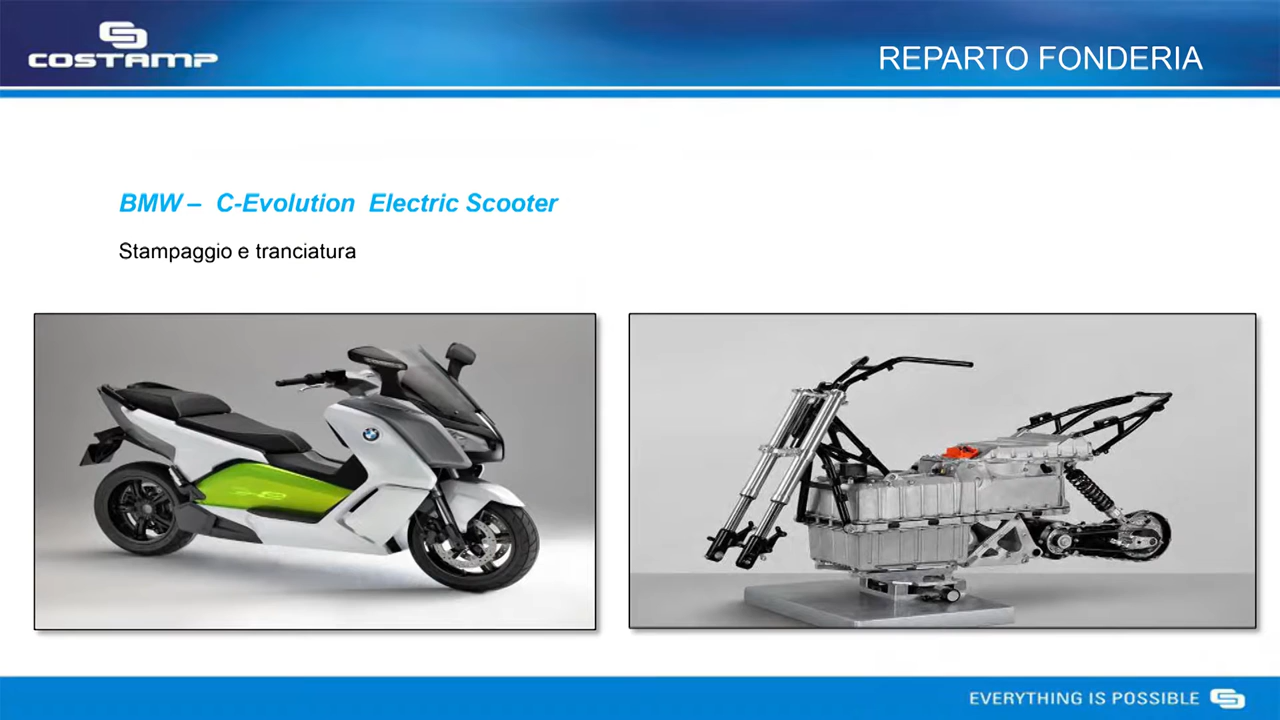 COSTAMP
REPARTO FONDERIA
BMW – C-Evolution Electric Scooter
Stampaggio e tranciatura
EVERYTHING IS POSSIBLE